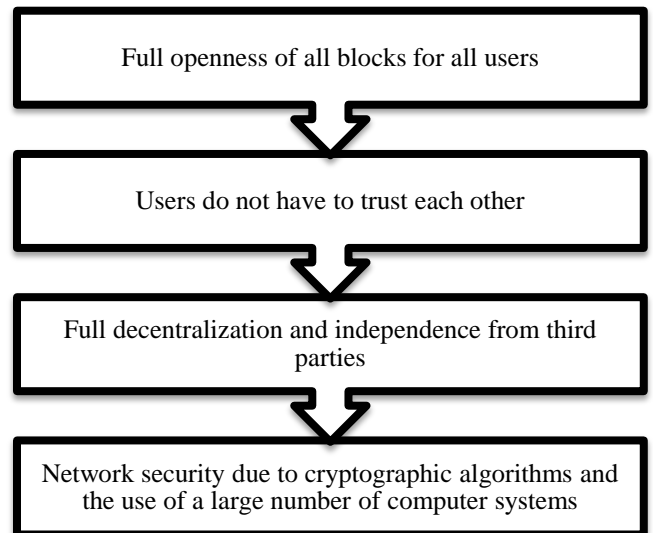 Full openness of all blocks for all users
Users do not have to trust each other
Full decentralization and independence from third
parties
Network security due to cryptographic algorithms and
the use of a large number of computer systems